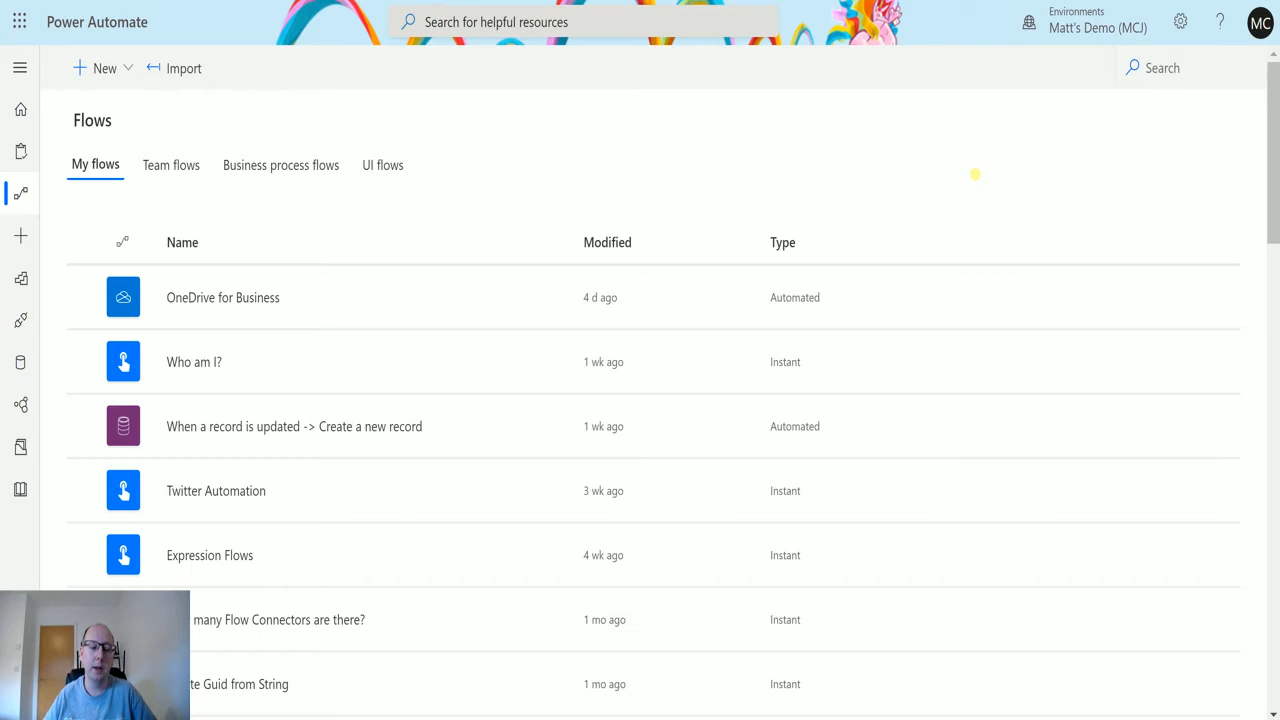 Power Automate
Search for helpful resources
Environments
Matt's Demo (MCJ)
?
MC
New
Import
Search
Flows
My flows Team flows Business process flows UI flows
Name Modified Type
OneDrive for Business 4 d ago Automated
Who am I? 1 wk ago Instant
When a record is updated -> Create a new record 1 wk ago Automated
Twitter Automation 3 wk ago Instant
Expression Flows 4 wk ago Instant
many Flow Connectors are there? 1 mo ago Instant
te Guid from String 1 mo ago Instant